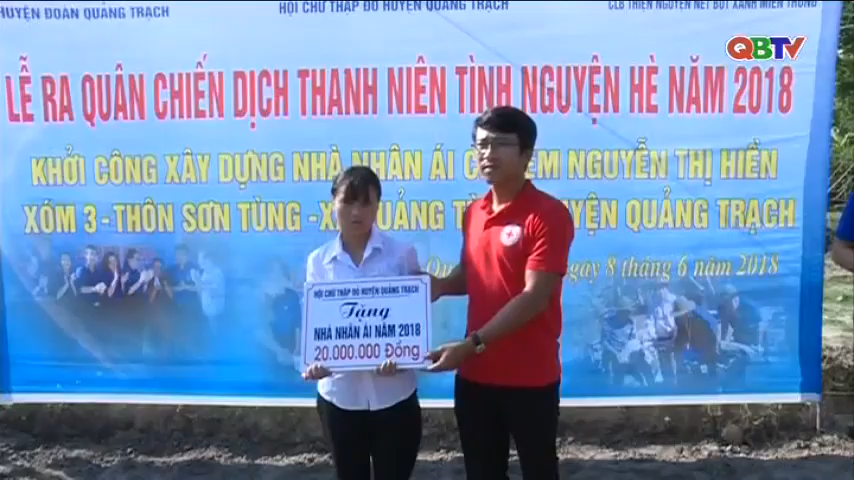 HUYỆN ĐOÀN QUẢNG TRẠCH
HỘI CHỮ THẬP ĐỎ HUYỆN QUẢNG TRẠCH
CLB THIỆN NGUYỆN NÉT BÚT XANH MIỀN TRUNG
QBTV
LỄ RA QUÂN CHIẾN DỊCH THANH NIÊN TÌNH NGUYỆN HÈ NĂM 2018
KHỞI CÔNG XÂY DỰNG NHÀ NHÂN ÁI EM NGUYỄN THỊ HIỀN
XÓM 3 - THÔN SƠN TÙNG - QUẢNG HUYỆN QUẢNG TRẠCH
ngày 8 tháng 6 năm 2018
HỘI CHỮ THẬP ĐỎ HUYỆN QUẢNG TRẠCH
Tặng
NHÀ NHÂN ÁI NĂM 2018
20.000.000 Đồng